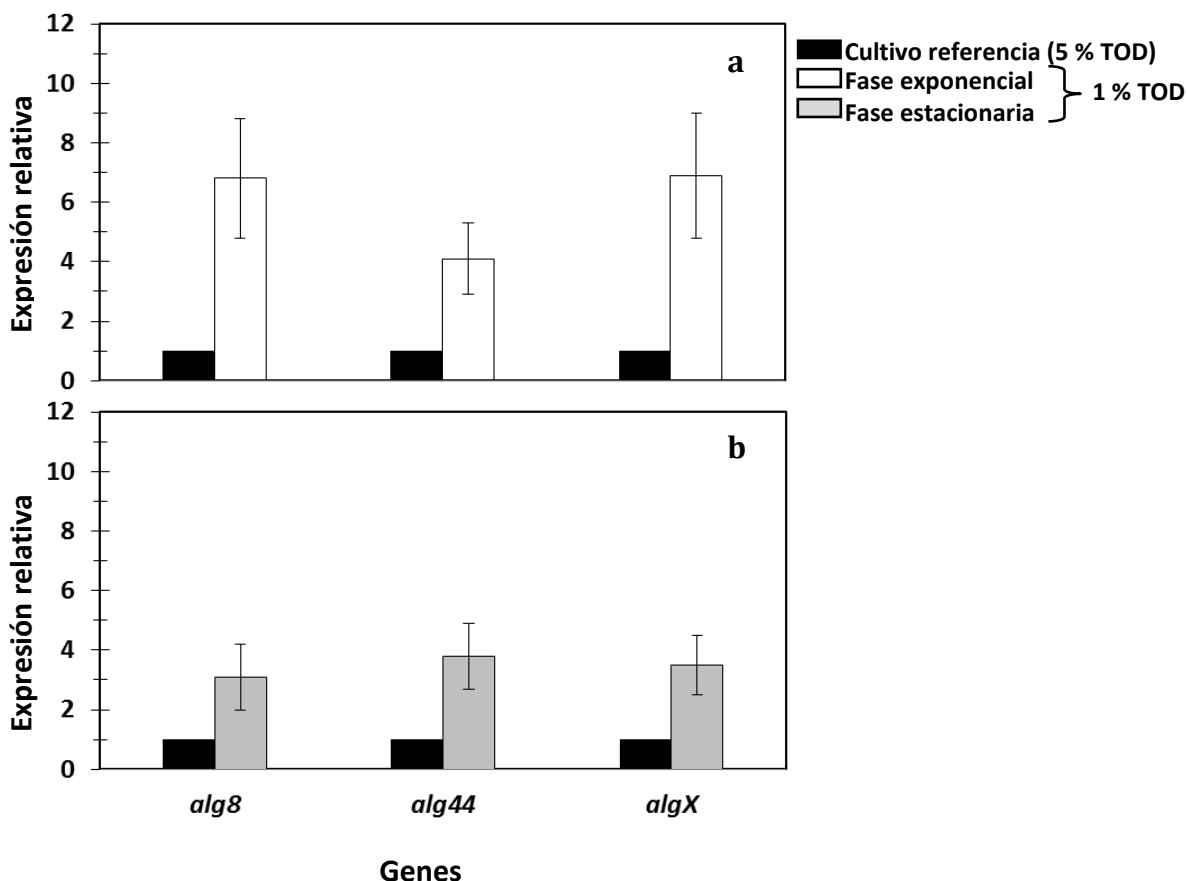 a
Cultivo referencia (5 % TOD)
Fase exponencial
Fase estacionaria
1 % TOD
Expresión relativa
12
10
8
6
4
2
0
b
Expresión relativa
12
10
8
6
4
2
0
alg8 alg44 algX
Genes